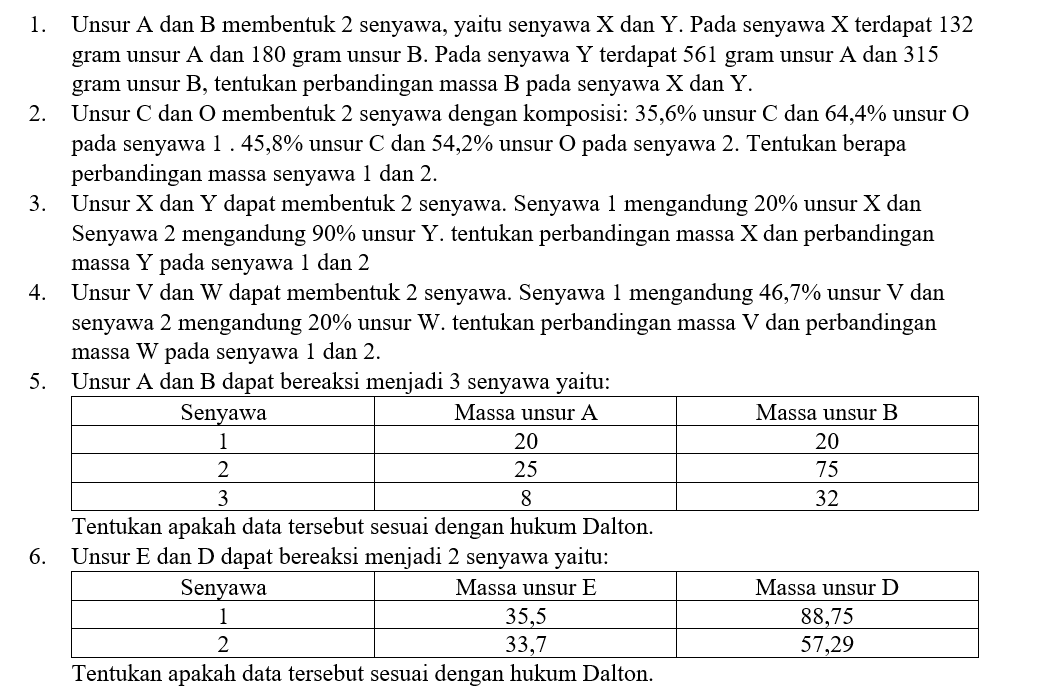 1. Unsur A dan B membentuk 2 senyawa, yaitu senyawa X dan Y. Pada senyawa X terdapat 132
gram unsur A dan 180 gram unsur B. Pada senyawa Y terdapat 561 gram unsur A dan 315
gram unsur B, tentukan perbandingan massa B pada senyawa X dan Y.
2. Unsur C dan O membentuk 2 senyawa dengan komposisi: 35,6% unsur C dan 64,4% unsur O
pada senyawa 1 . 45,8% unsur C dan 54,2% unsur O pada senyawa 2. Tentukan berapa
perbandingan massa senyawa 1 dan 2.
3. Unsur X dan Y dapat membentuk 2 senyawa. Senyawa 1 mengandung 20% unsur X dan
Senyawa 2 mengandung 90% unsur Y. tentukan perbandingan massa X dan perbandingan
massa Y pada senyawa 1 dan 2
4. Unsur V dan W dapat membentuk 2 senyawa. Senyawa 1 mengandung 46,7% unsur V dan
senyawa 2 mengandung 20% unsur W. tentukan perbandingan massa V dan perbandingan
massa W pada senyawa 1 dan 2.
5. Unsur A dan B dapat bereaksi menjadi 3 senyawa yaitu:
Senyawa Massa unsur A Massa unsur B
1 20 20
2 25 75
3 8 32
Tentukan apakah data tersebut sesuai dengan hukum Dalton.
6. Unsur E dan D dapat bereaksi menjadi 2 senyawa yaitu:
Senyawa Massa unsur E Massa unsur D
1 35,5 88,75
2 33,7 57,29
Tentukan apakah data tersebut sesuai dengan hukum Dalton.